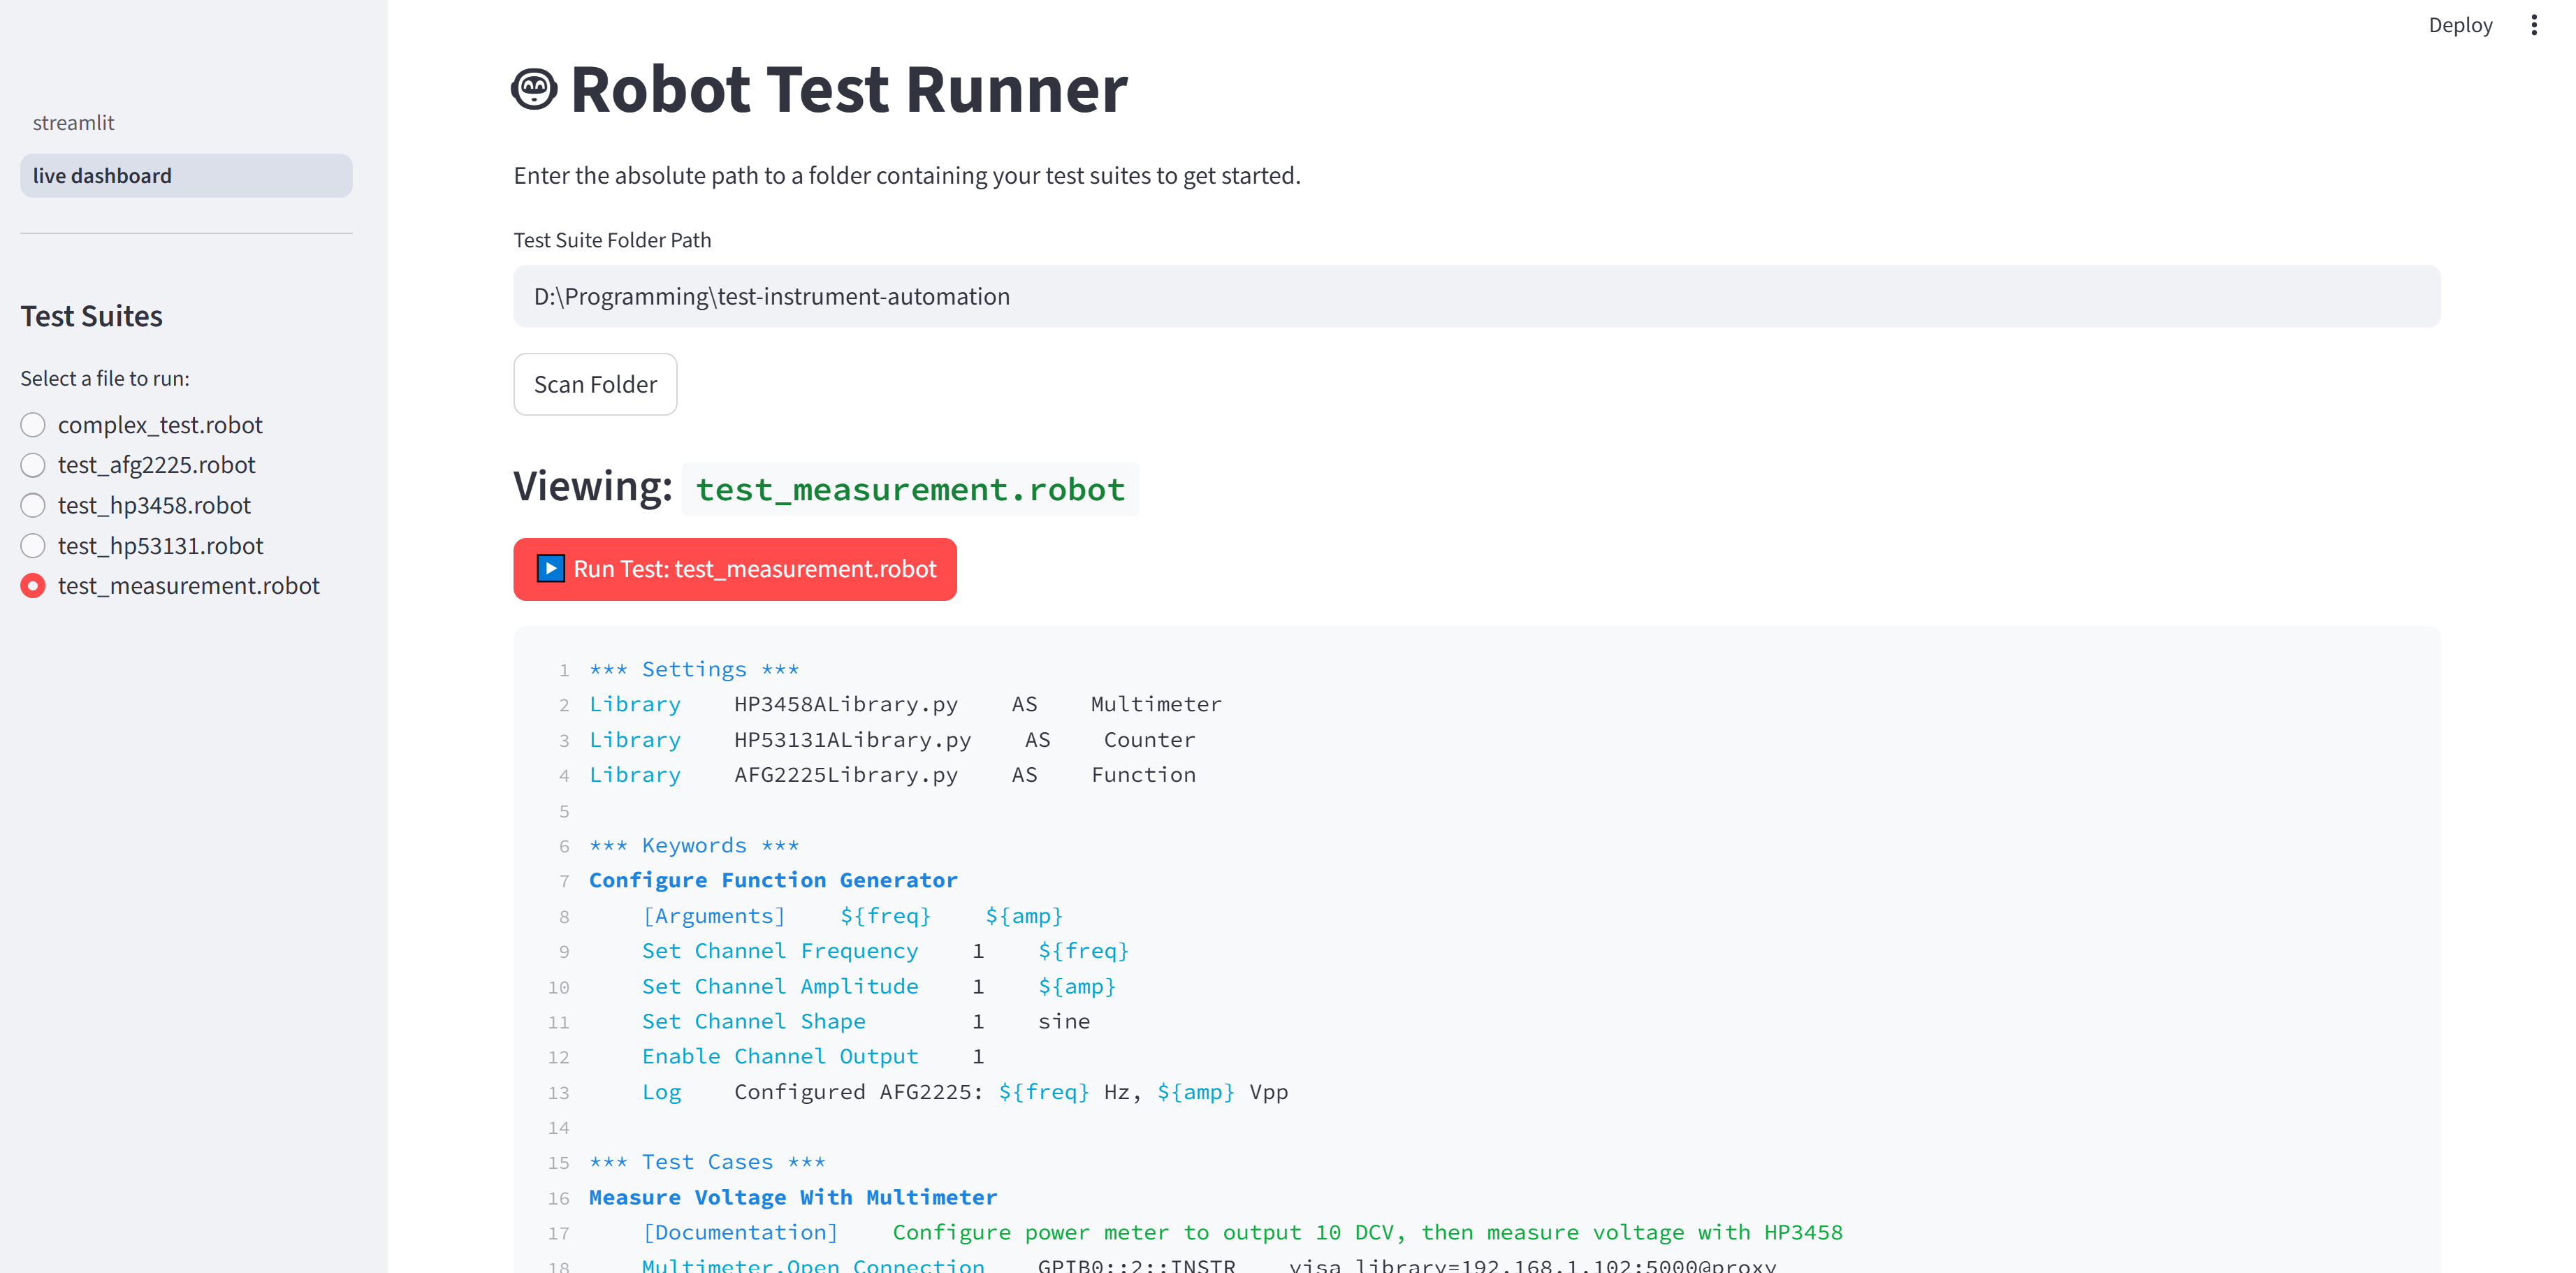 Deploy
streamlit
live dashboard
Test Suites
Select a file to run:
complex_test.robot
test_afg2225.robot
test_hp3458.robot
test_hp53131.robot
test_measurement.robot
Robot Test Runner
Enter the absolute path to a folder containing your test suites to get started.
Test Suite Folder Path
D:\Programming\test-instrument-automation
Scan Folder
Viewing: test_measurement.robot
Run Test: test_measurement.robot
1 *** Settings ***
2 Library    HP3458ALibrary.py    AS    Multimeter
3 Library    HP53131ALibrary.py    AS    Counter
4 Library    AFG2225Library.py    AS    Function
5
6 *** Keywords ***
7 Configure Function Generator
8     [Arguments]    ${freq}    ${amp}
9     Set Channel Frequency    1    ${freq}
10     Set Channel Amplitude    1    ${amp}
11     Set Channel Shape        1    sine
12     Enable Channel Output    1
13     Log    Configured AFG2225: ${freq} Hz, ${amp} Vpp
14
15 *** Test Cases ***
16 Measure Voltage With Multimeter
17     [Documentation]    Configure power meter to output 10 DCV, then measure voltage with HP3458
18     Multimeter.Open Connection    GPIB0::2::INSTR    visa_library=192.168.1.102:5000@proxy